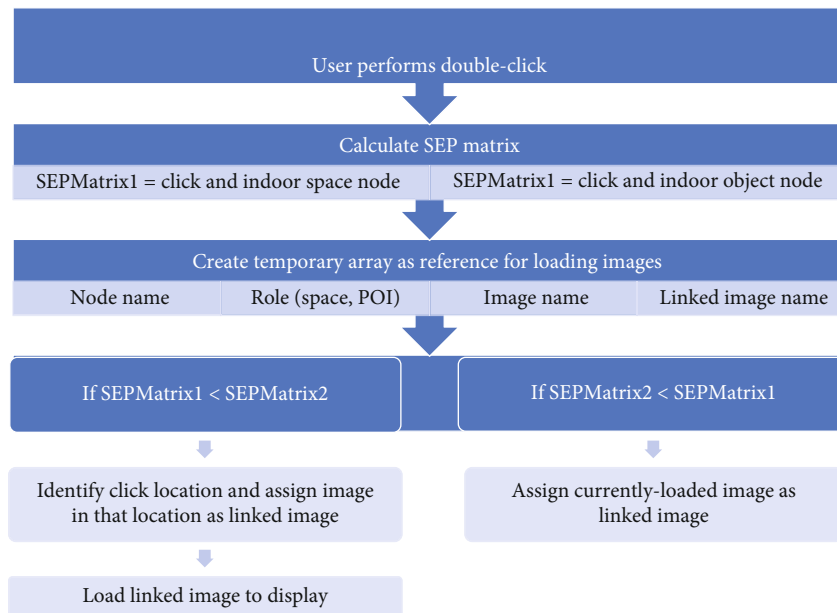 User performs double-click
Calculate SEP matrix
SEPMatrix1 = click and indoor space node
SEPMatrix1 = click and indoor object node
Create temporary array as reference for loading images
Node name
Role (space, POI)
Image name
Linked image name
If SEPMatrix1 < SEPMatrix2
If SEPMatrix2 < SEPMatrix1
Identify click location and assign image
in that location as linked image
Assign currently-loaded image as
linked image
Load linked image to display